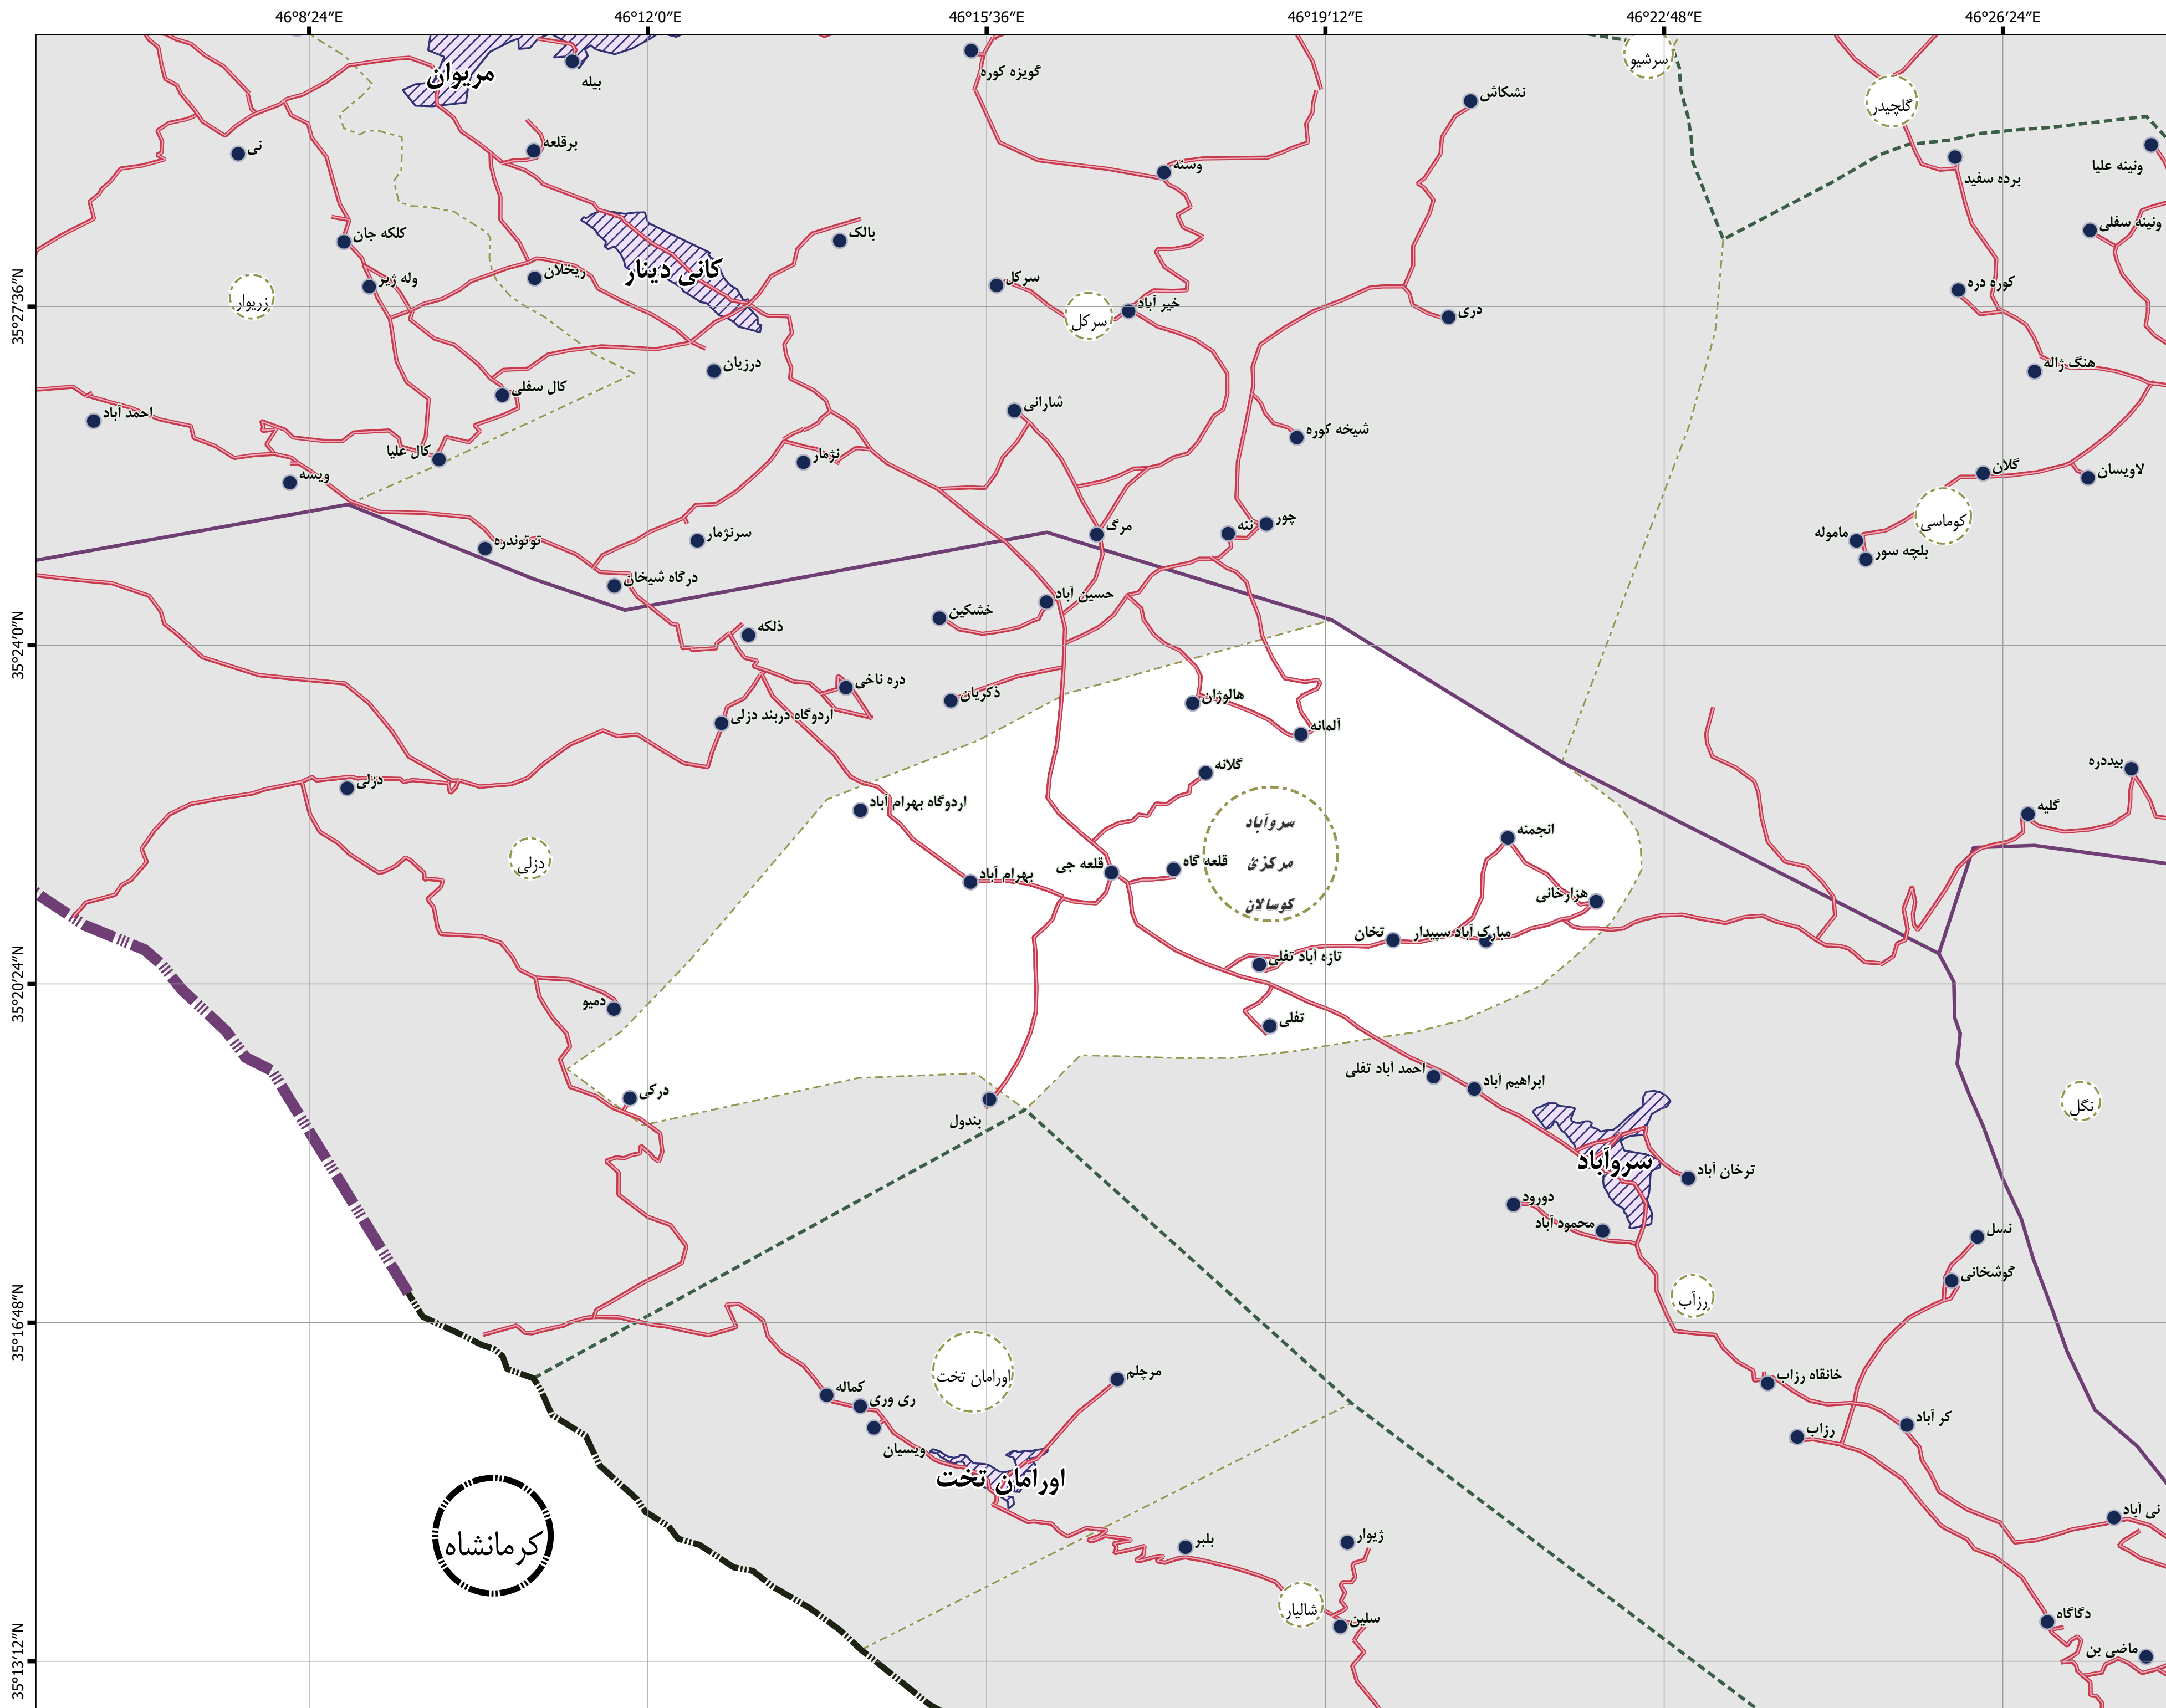 46°8′24″E
46°12′0″E
46°15′36″E
46°19′12″E
46°22′48″E
46°26′24″E
مریوان
بیله
گویزه کوره
سرشیو
نشکاش
گلچیدر
نی
برقلعه
وسنه
برده سفید
ونینه علیا
کلکه جان
بالک
ونینه سفلی
وله ژیر
ریخلان
کانی دینار
سرکل
زریوار
خیر آباد
سرکل
دری
کوره دره
35°27′36″N
درزیان
هنگ ژاله
کال سفلی
احمد آباد
شارانی
شیخه کوره
کال علیا
نژمار
ویسه
گلان
لاویسان
کوماسی
توتوندره
سرنژمار
مرگ
ننه
چور
ماموله
بلچه سور
درگاه شیخان
خشکین
حسین آباد
35°24′0″N
ذلکه
دره ناخی
ذکریان
هالوژان
اردوگاه دربند دزلی
آلمانه
دزلی
گلانه
بیدره
اردوگاه بهرام آباد
گلیه
دزلی
سروآباد
مرکزی
کوسالان
انجمنه
قلعه جی
قلعه گاه
بهرام آباد
هزارخانی
تخان
مبارک آباد سپیدار
تازه آباد تفلی
35°20′24″N
دمیو
تفلی
احمد آباد تفلی
ابراهیم آباد
درکی
بندول
نگل
سروآباد
ترخان آباد
دورود
محمود آباد
نسل
گوشخانی
رزآب
35°16′48″N
اورامان تخت
مرچلم
کماله
ری وری
خانقاه رزاب
ویسیان
رزاب
کر آباد
اورامان تخت
کرمانشاه
بلبر
ژیوار
نی آباد
شالیار
سلین
دگاگاه
ماضی بن
35°13′12″N